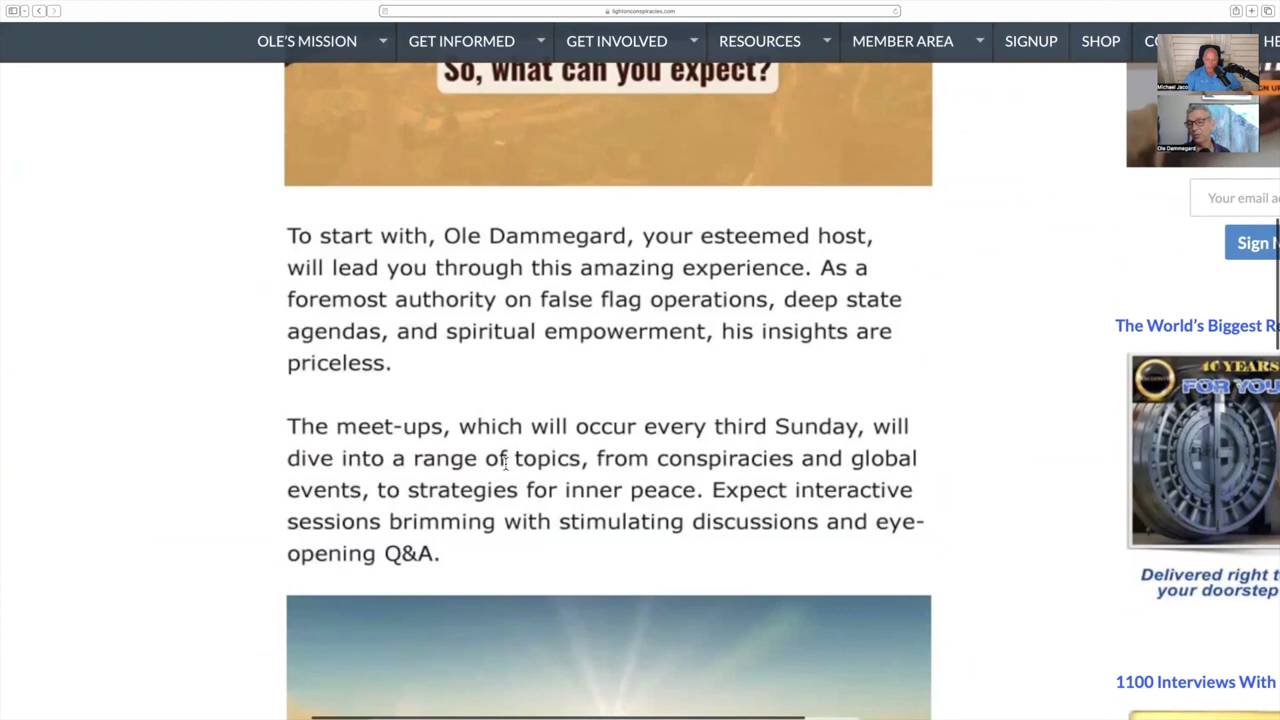 lightonconspiracies.com
OLE'S MISSION
GET INFORMED
GET INVOLVED
RESOURCES
MEMBER AREA
SIGNUP
SHOP
So, what can you expect?
Michael Jaco
Ole Dammegard
To start with, Ole Dammegard, your esteemed host,
will lead you through this amazing experience. As a
foremost authority on false flag operations, deep state
agendas, and spiritual empowerment, his insights are
priceless.
The meet-ups, which will occur every third Sunday, will
dive into a range of topics, from conspiracies and global
events, to strategies for inner peace. Expect interactive
sessions brimming with stimulating discussions and eye-
opening Q&A.
Your email
Sign
The World's Biggest
40 YEARS
FOR YOU
Delivered right t
your doorstep
1100 Interviews With